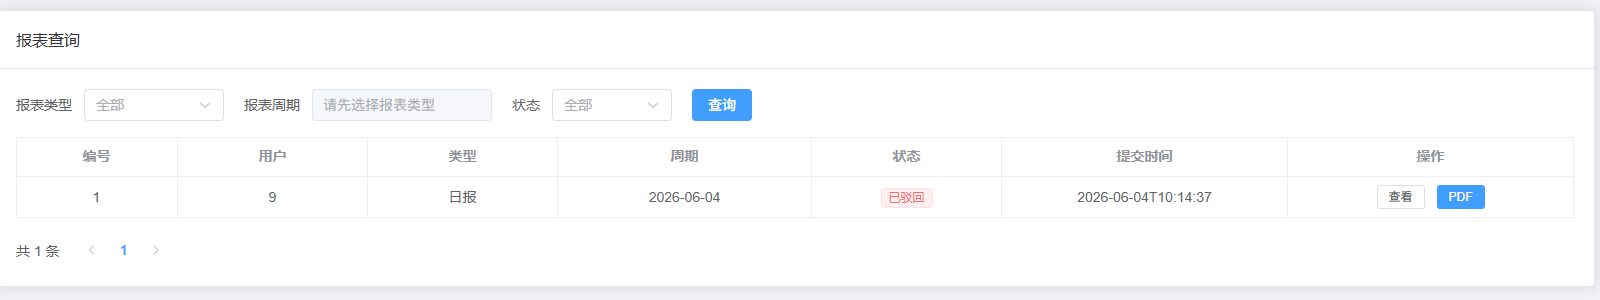 报表查询
报表类型 全部 报表周期 请先选择报表类型 状态 全部 查询
编号 用户 类型 周期 状态 提交时间 操作
1 9 日报 2026-06-04 已驳回 2026-06-04T10:14:37 查看 PDF
共 1 条 < 1 >